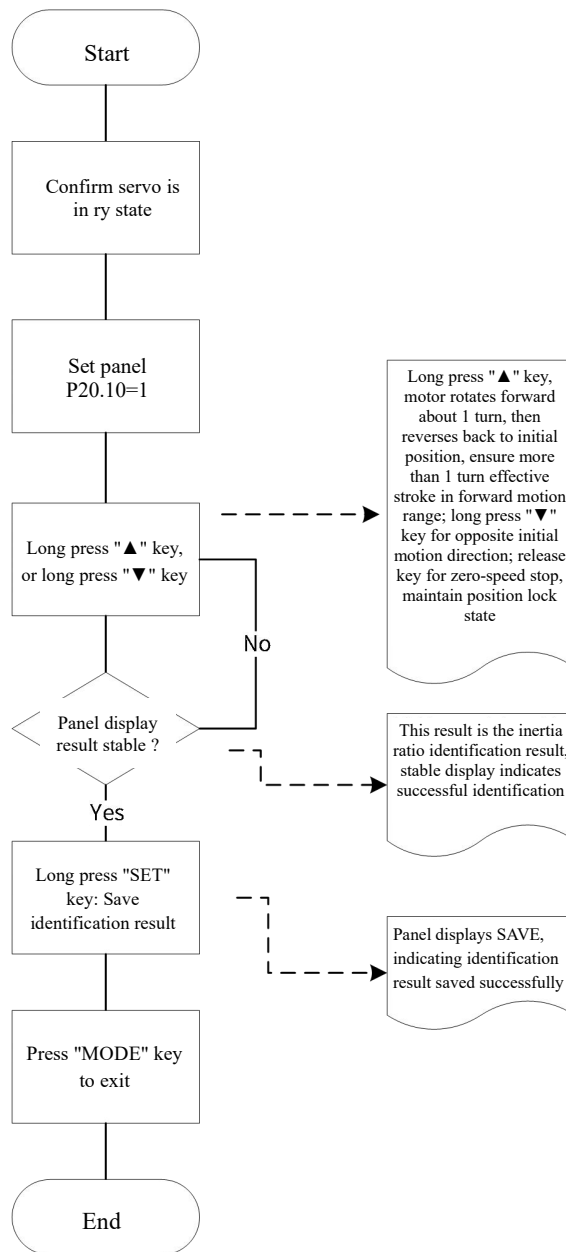 Start
Confirm servo is
in ry state
Set panel
P20.10=1
Long press "▲" key,
or long press "▼" key
Long press "▲" key,
motor rotates forward
about 1 turn, then
reverses back to initial
position, ensure more
than 1 turn effective
stroke in forward motion
range; long press "▼"
key for opposite initial
motion direction; release
key for zero-speed stop,
maintain position lock
state
No
Panel display
result stable ?
This result is the inertia
ratio identification result,
stable display indicates
successful identification
Yes
Long press "SET"
key: Save
identification result
Panel displays SAVE,
indicating identification
result saved successfully
Press "MODE" key
to exit
End